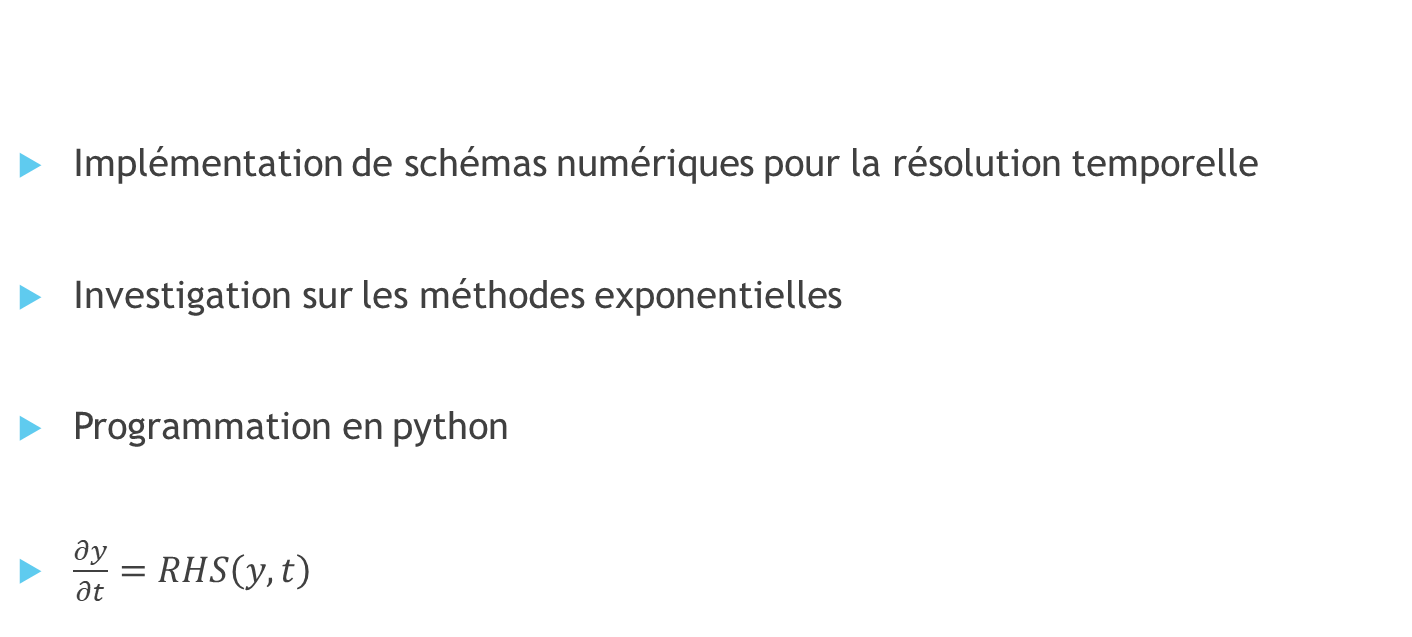 Implémentation de schémas numériques pour la résolution temporelle
Investigation sur les méthodes exponentielles
Programmation en python
∂y/∂t = RHS(y, t)